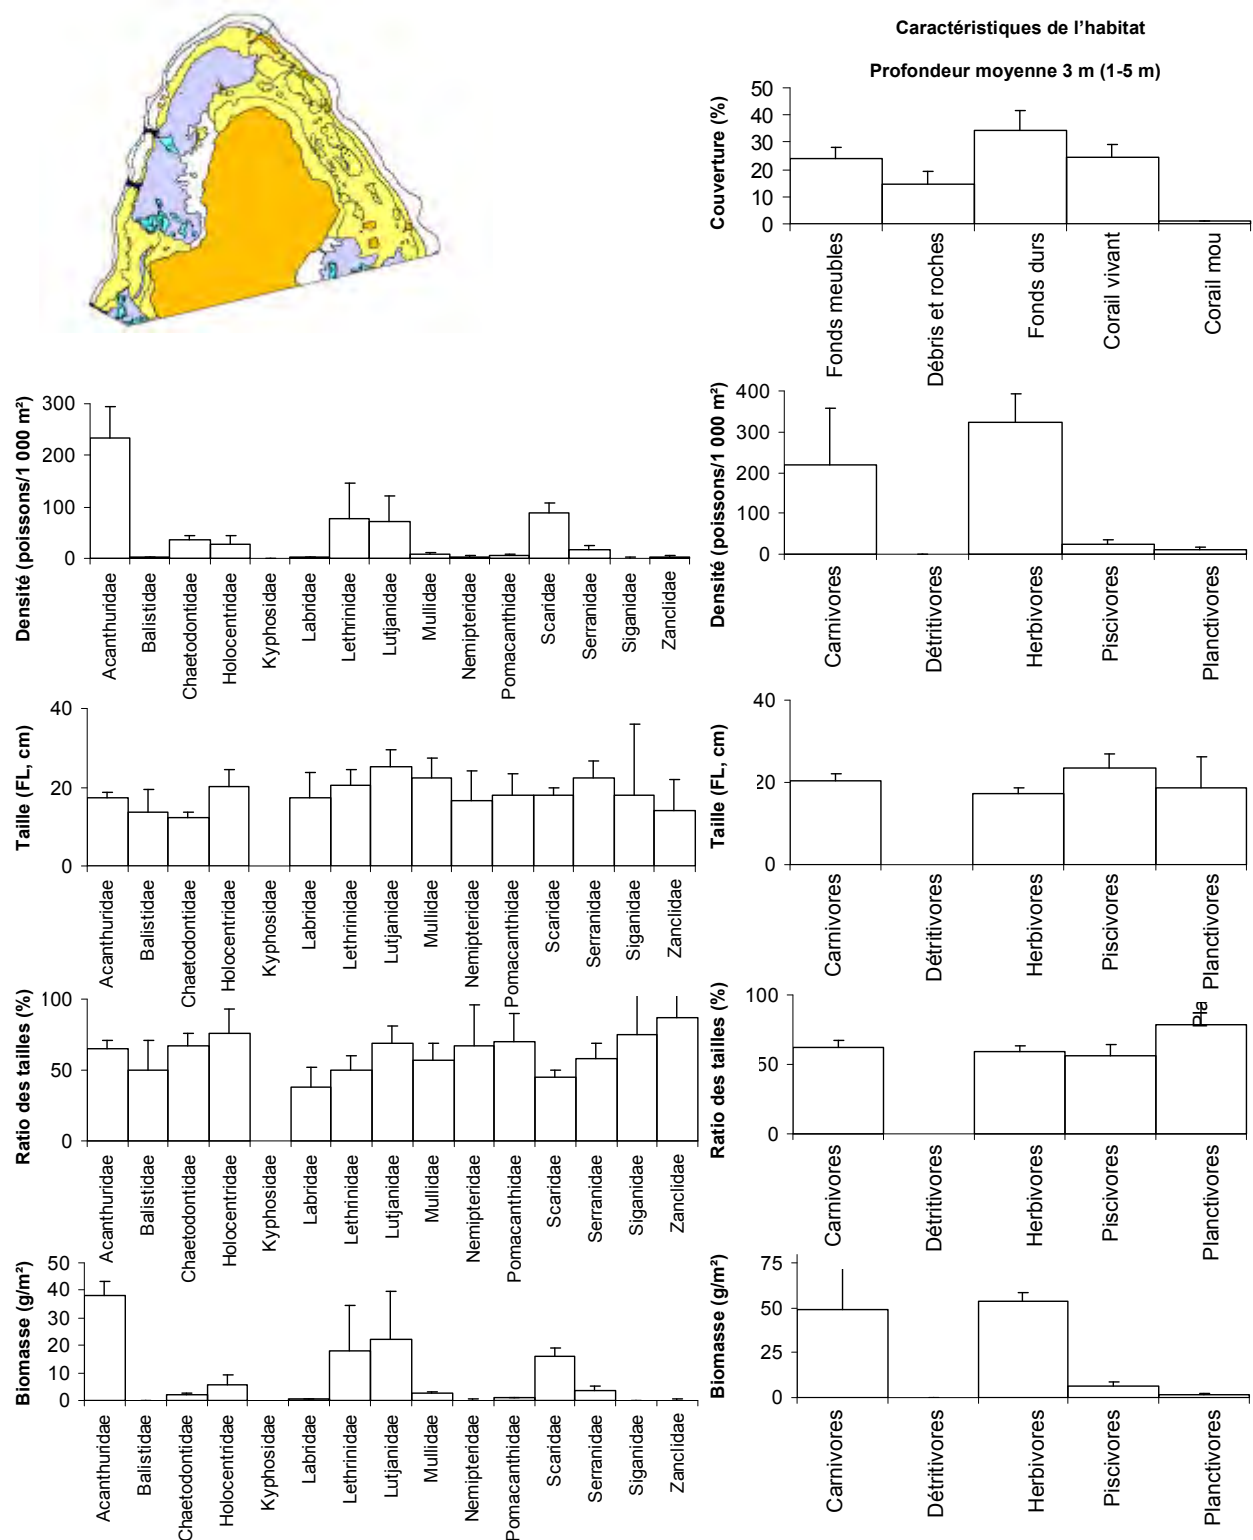 Caractéristiques de l'habitat
Profondeur moyenne 3 m (1-5 m)
Couverture (%)
50
40
30
20
10
0
Fonds meubles
Débris et roches
Fonds durs
Corail vivant
Corail mou
Densité (poissons/1 000 m²)
300
200
100
0
Acanthuridae
Balistidae
Chaetodontidae
Holocentridae
Kyphosidae
Labridae
Lethrinidae
Lutjanidae
Mullidae
Nemipteridae
Pomacanthidae
Scaridae
Serranidae
Siganidae
Zanclidae
Densité (poissons/1 000 m²)
400
300
200
100
0
Carnivores
Détritivores
Herbivores
Piscivores
Planctivores
Taille (FL, cm)
40
20
0
Acanthuridae
Balistidae
Chaetodontidae
Holocentridae
Kyphosidae
Labridae
Lethrinidae
Lutjanidae
Mullidae
Nemipteridae
Pomacanthidae
Scaridae
Serranidae
Siganidae
Zanclidae
Taille (FL, cm)
40
20
0
Carnivores
Détritivores
Herbivores
Piscivores
Planctivores
Pla
Ratio des tailles (%)
100
50
0
Acanthuridae
Balistidae
Chaetodontidae
Holocentridae
Kyphosidae
Labridae
Lethrinidae
Lutjanidae
Mullidae
Nemipteridae
Pomacanthidae
Scaridae
Serranidae
Siganidae
Zanclidae
Ratio des tailles (%)
100
50
0
Carnivores
Détritivores
Herbivores
Piscivores
Planctivores
Biomasse (g/m²)
50
40
30
20
10
0
Acanthuridae
Balistidae
Chaetodontidae
Holocentridae
Kyphosidae
Labridae
Lethrinidae
Lutjanidae
Mullidae
Nemipteridae
Pomacanthidae
Scaridae
Serranidae
Siganidae
Zanclidae
Biomasse (g/m²)
75
50
25
0
Carnivores
Détritivores
Herbivores
Piscivores
Planctivores